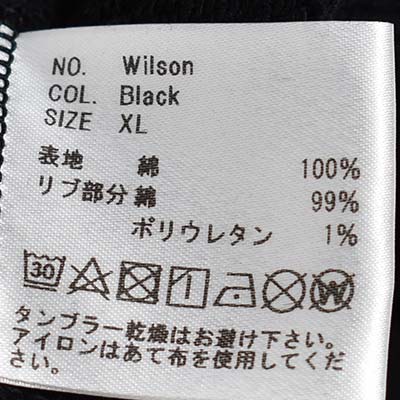 NO. Wilson
COL. Black
SIZE XL
表地 綿 100%
リブ部分 綿 99%
ポリウレタン 1%
30 W
タンブラー乾燥はお避け下さい。
アイロンはあて布を使用してくだ
さい。